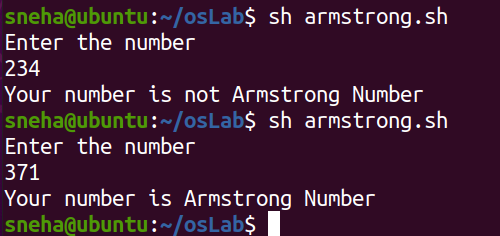 sneha@ubuntu:~/osLab$ sh armstrong.sh
Enter the number
234
Your number is not Armstrong Number
sneha@ubuntu:~/osLab$ sh armstrong.sh
Enter the number
371
Your number is Armstrong Number
sneha@ubuntu:~/osLab$